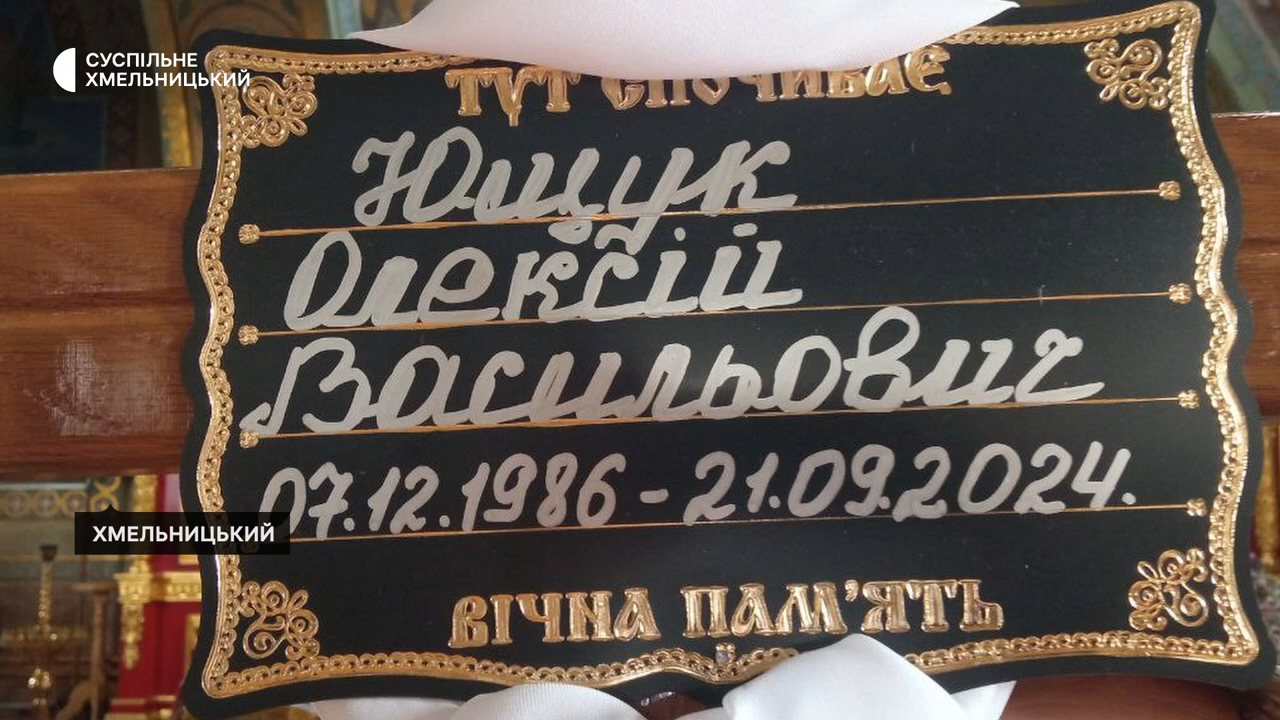 СУСПІЛЬНЕ
ХМЕЛЬНИЦЬКИЙ
ТУТ СПОЧИВАЄ
Ющук
Олексій
Васильович
07.12.1986 - 21.09.2024.
ХМЕЛЬНИЦЬКИЙ
ВІЧНА ПАМ'ЯТЬ